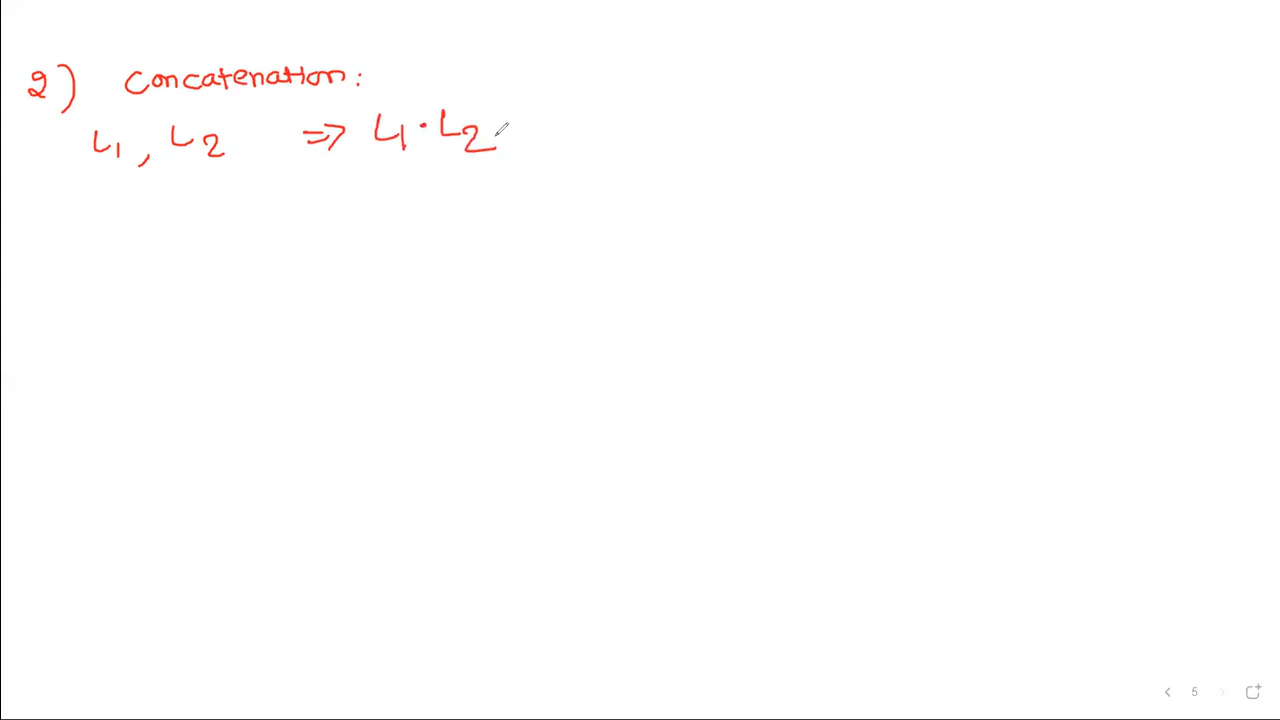 2) Concatenation:
L1, L2 => L1 · L2
5